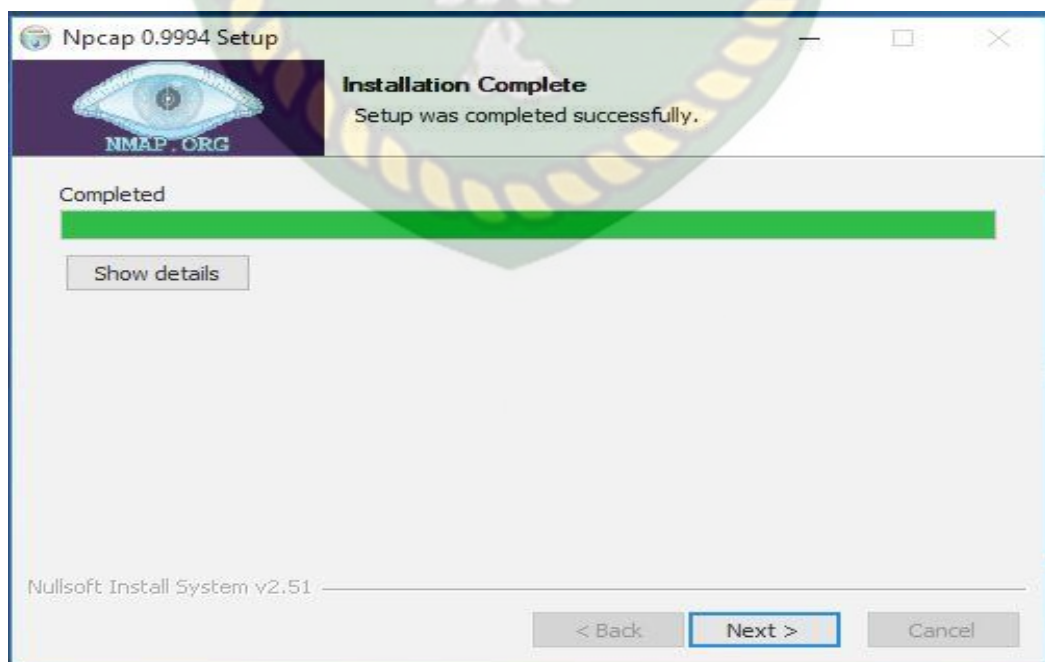 Npcap 0.9994 Setup
NMAP.ORG
Installation Complete
Setup was completed successfully.
Completed
Show details
Nullsoft Install System v2.51
< Back
Next >
Cancel